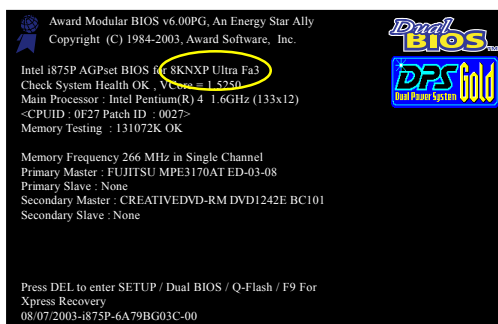 Award Modular BIOS v6.00PG, An Energy Star Ally
Copyright (C) 1984-2003, Award Software, Inc.
Dual
BIOS
TM
Intel i875P AGPset BIOS for 8KNXP Ultra Fa3
Check System Health OK , VCore = 1.5250
Main Processor : Intel Pentium(R) 4 1.6GHz (133x12)
<CPUID : 0F27 Patch ID : 0027>
Memory Testing : 131072K OK
DPS Gold
Dual Power System
Memory Frequency 266 MHz in Single Channel
Primary Master : FUJITSU MPE3170AT ED-03-08
Primary Slave : None
Secondary Master : CREATIVEDVD-RM DVD1242E BC101
Secondary Slave : None
Press DEL to enter SETUP / Dual BIOS / Q-Flash / F9 For
Xpress Recovery
08/07/2003-i875P-6A79BG03C-00